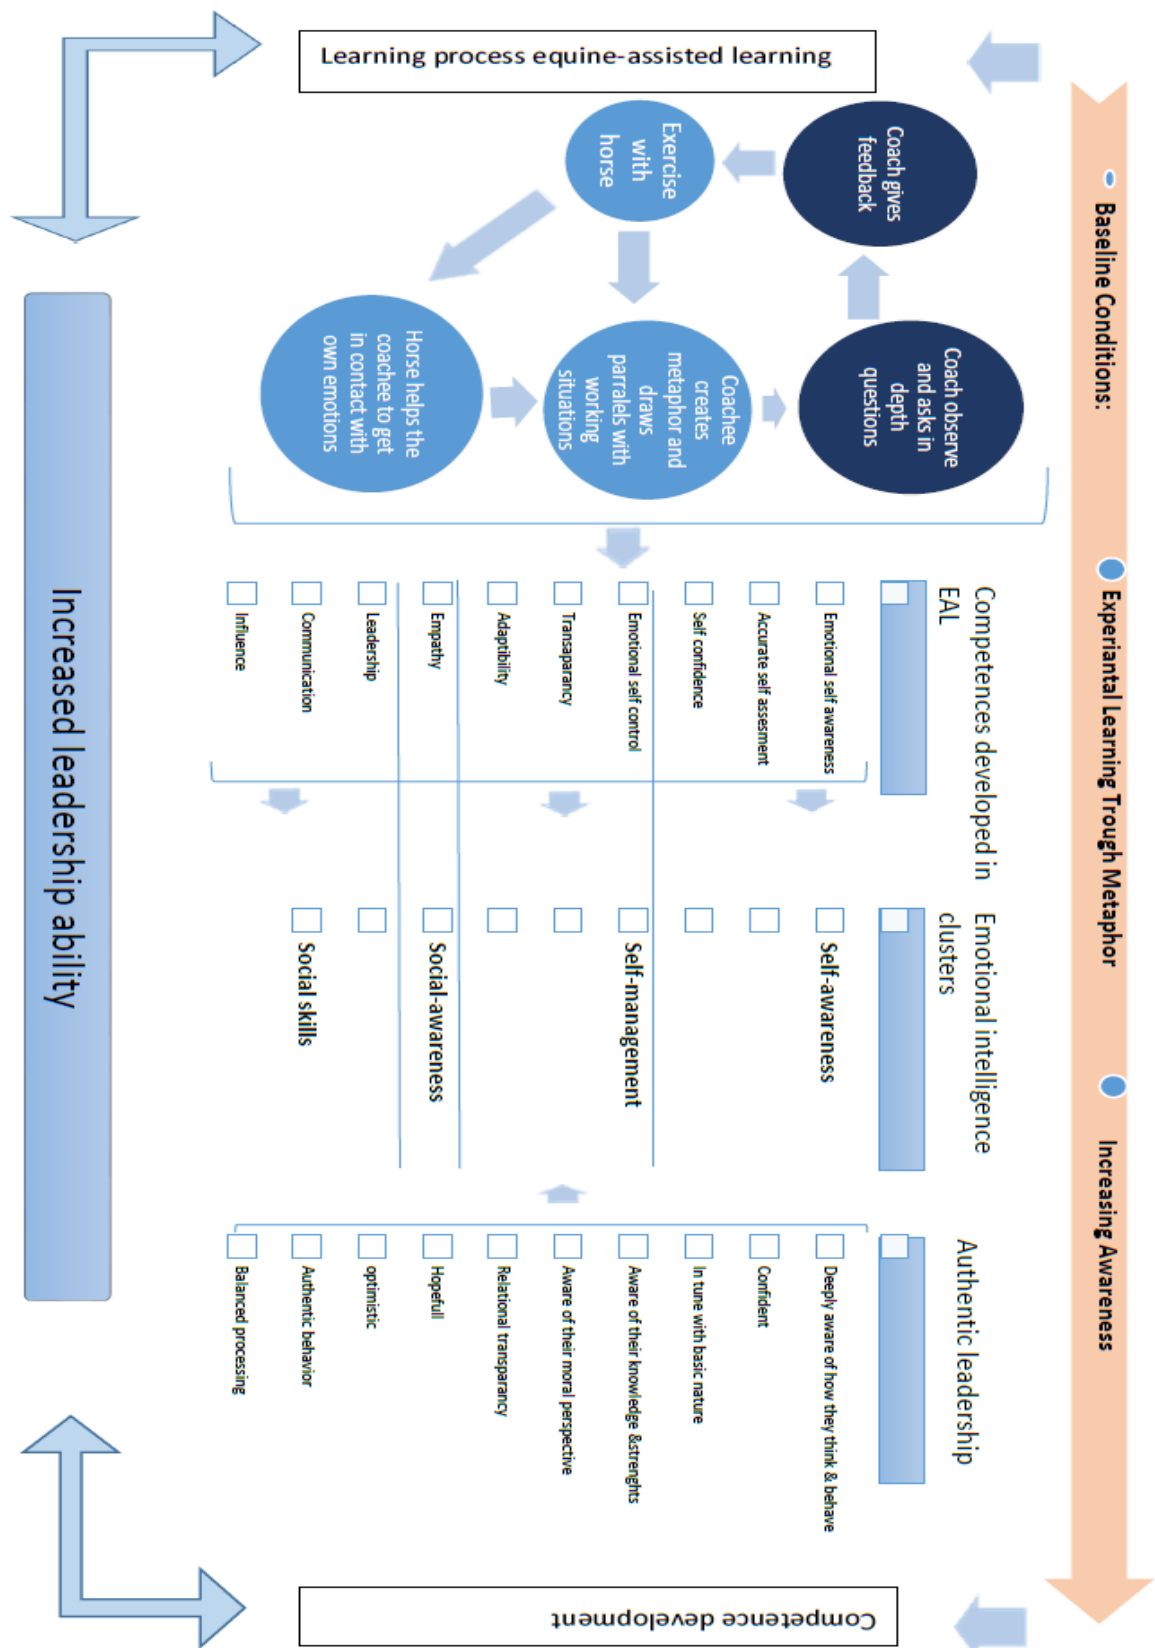 Learning process equine-assisted learning
Baseline Conditions:
Experiantal Learning Trough Metaphor
Increasing Awareness
Coach gives
feedback
Coach observe
and asks in
depth
questions
Exercise
with
horse
Coachee
creates
metaphor and
draws
parralels with
working
situations
Horse helps the
coachee to get
in contact with
own emotions
Competences developed in
EAL
Emotional self awareness
Accurate self assesment
Self confidence
Emotional self control
Transaparancy
Adaptibility
Empathy
Leadership
Communication
Influence
Emotional intelligence
clusters
Self-awareness
Self-management
Social-awareness
Social skills
Authentic leadership
Deeply aware of how they think & behave
Confident
In tune with basic nature
Aware of their knowledge &strenghts
Aware of their moral perspective
Relational transparancy
Hopefull
optimistic
Authentic behavior
Balanced processing
Competence development
Increased leadership ability